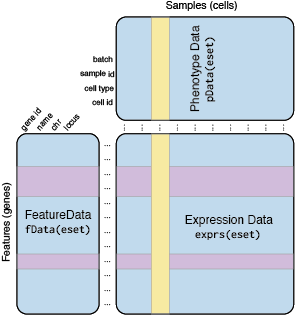 Samples (cells)
batch
sample id
cell type
cell id
Phenotype Data
pData(eset)
gene id
name
chr
locus
... ... ... ... ... ... ... ... ...
Features (genes)
FeatureData
fData(eset)
Expression Data
exprs(eset)